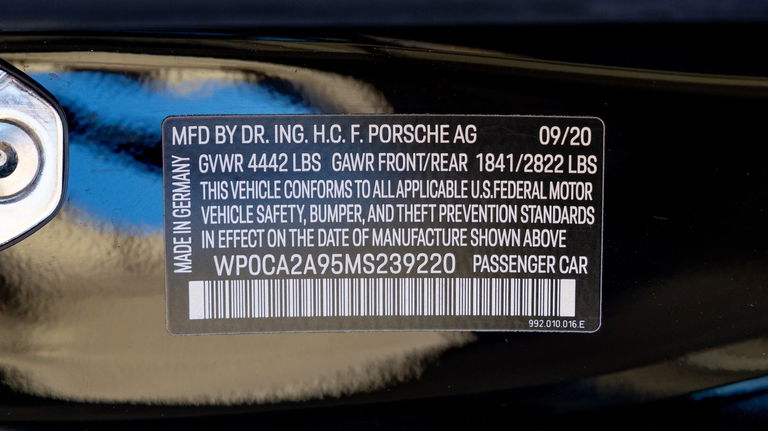 MFD BY DR. ING. H.C. F. PORSCHE AG 09/20
GVWR 4442 LBS GAWR FRONT/REAR 1841/2822 LBS
THIS VEHICLE CONFORMS TO ALL APPLICABLE U.S.FEDERAL MOTOR
VEHICLE SAFETY, BUMPER, AND THEFT PREVENTION STANDARDS
IN EFFECT ON THE DATE OF MANUFACTURE SHOWN ABOVE
WP0CA2A95MS239220 PASSENGER CAR
992.010.016.E
MADE IN GERMANY